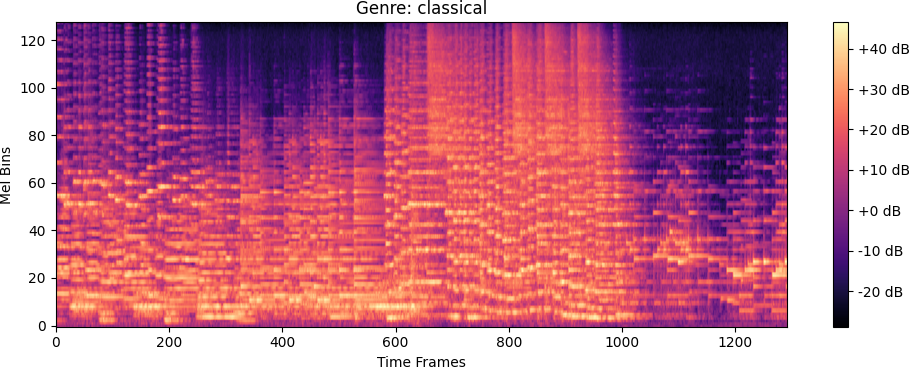 Genre: classical
120
100
80
60
40
20
0
Mel Bins
0 200 400 600 800 1000 1200
Time Frames
+40 dB
+30 dB
+20 dB
+10 dB
+0 dB
-10 dB
-20 dB